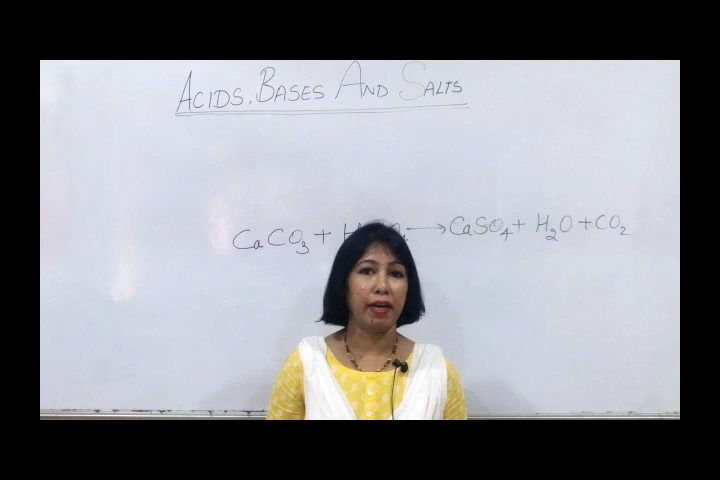 ACIDS, BASES AND SALTS
CaCO₃ + → CaSO₄ + H₂O + CO₂